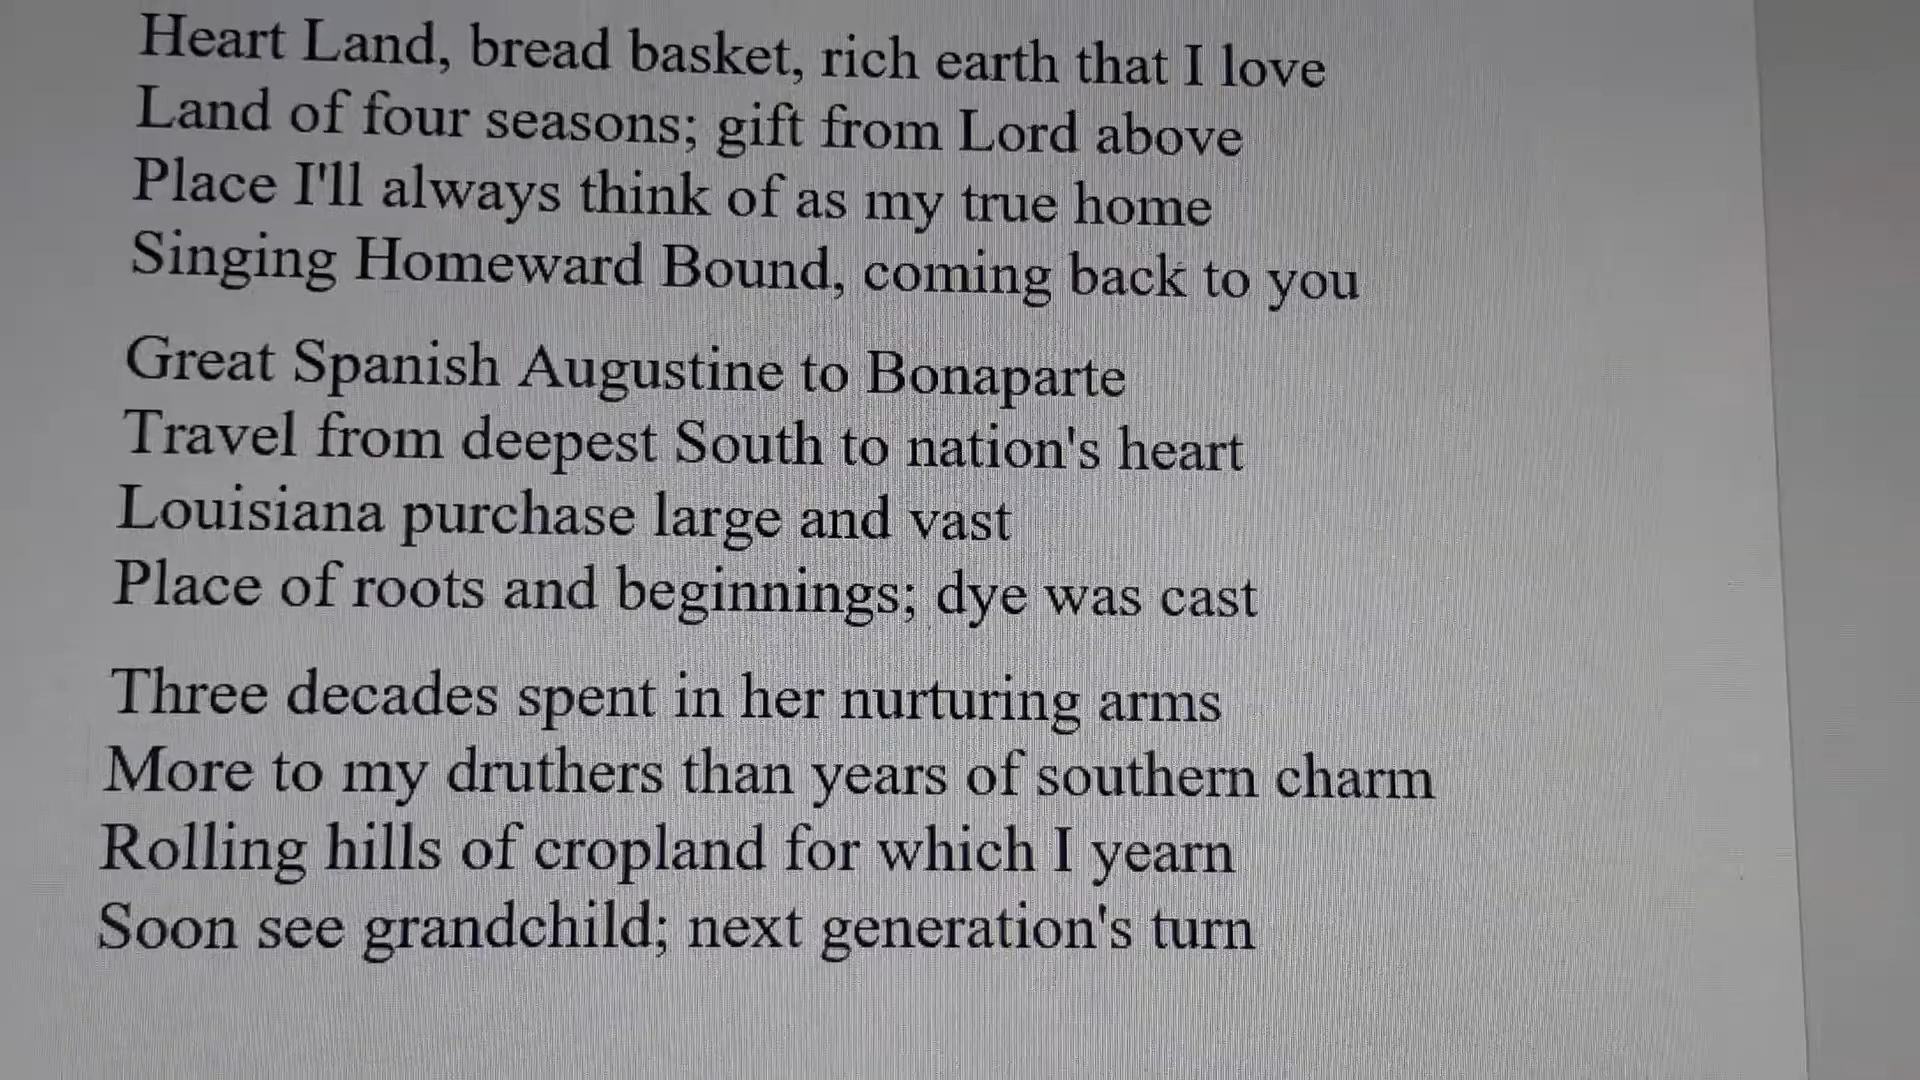 Heart Land, bread basket, rich earth that I love
Land of four seasons; gift from Lord above
Place I'll always think of as my true home
Singing Homeward Bound, coming back to you
Great Spanish Augustine to Bonaparte
Travel from deepest South to nation's heart
Louisiana purchase large and vast
Place of roots and beginnings; dye was cast
Three decades spent in her nurturing arms
More to my druthers than years of southern charm
Rolling hills of cropland for which I yearn
Soon see grandchild; next generation's turn